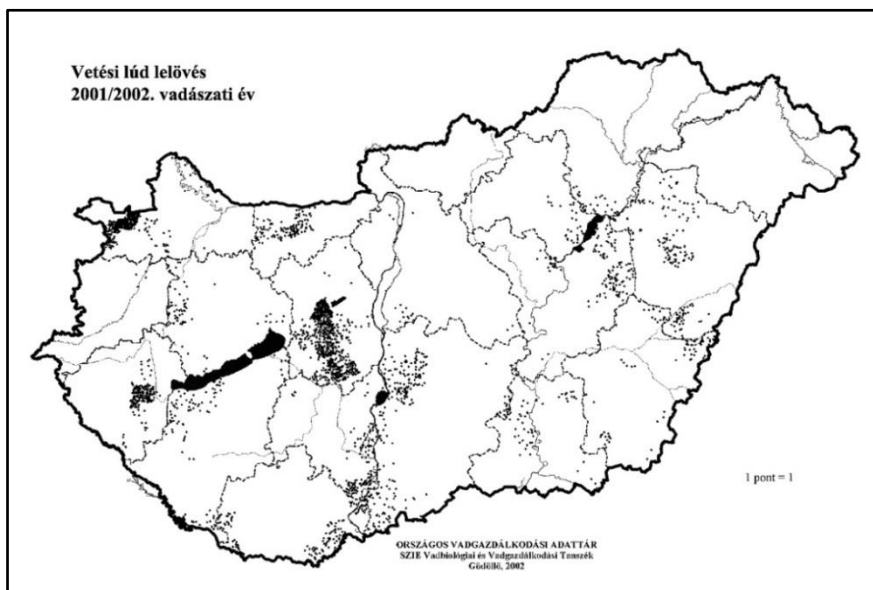 Vetési lúd lelövés
2001/2002. vadászati év
1 pont = 1
ORSZÁGOS VADGAZDÁLKODÁSI ADATTÁR
SZIE Vadbiológiai és Vadgazdálkodási Tanszék
Gödöllő, 2002